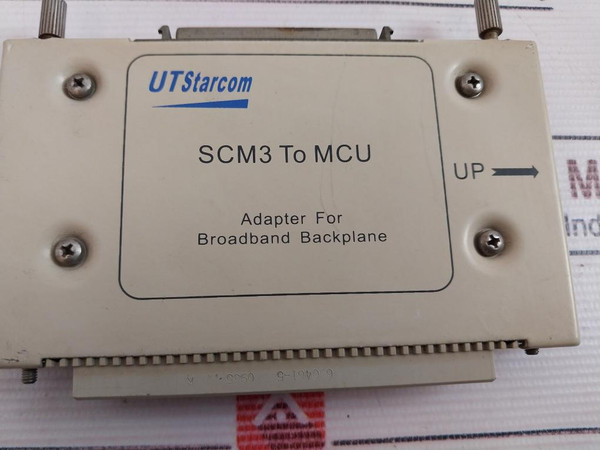 UTStarcom
SCM3 To MCU
UP
Adapter For
Broadband Backplane